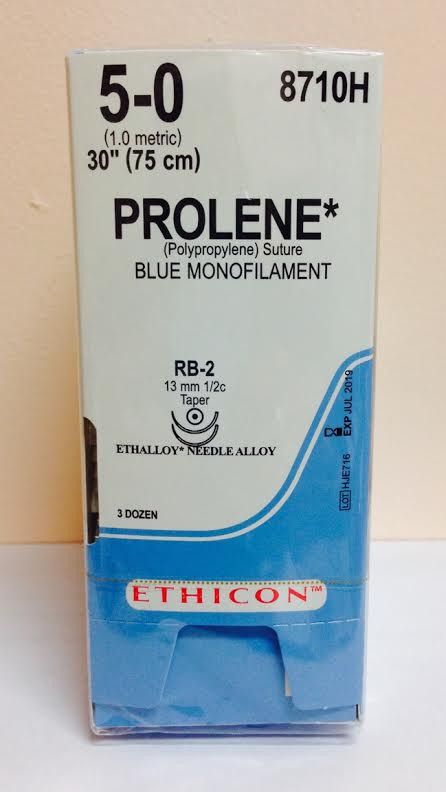 5-0
8710H
(1.0 metric)
30" (75 cm)
PROLENE*
(Polypropylene) Suture
BLUE MONOFILAMENT
RB-2
13 mm 1/2c
Taper
ETHALLOY* NEEDLE ALLOY
EXP JUL 2019
LOT HJE716
3 DOZEN
ETHICON™